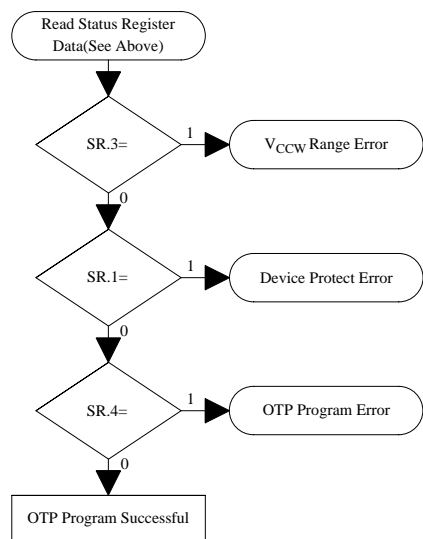 Read Status Register
Data(See Above)
SR.3=
1
VCCW Range Error
0
SR.1=
1
Device Protect Error
0
SR.4=
1
OTP Program Error
0
OTP Program Successful